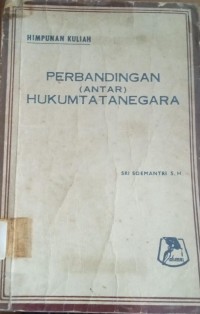 HIMPUNAN KULIAH
PERBANDINGAN
(ANTAR)
HUKUMTATANEGARA
SRI SOEMANTRI S.H